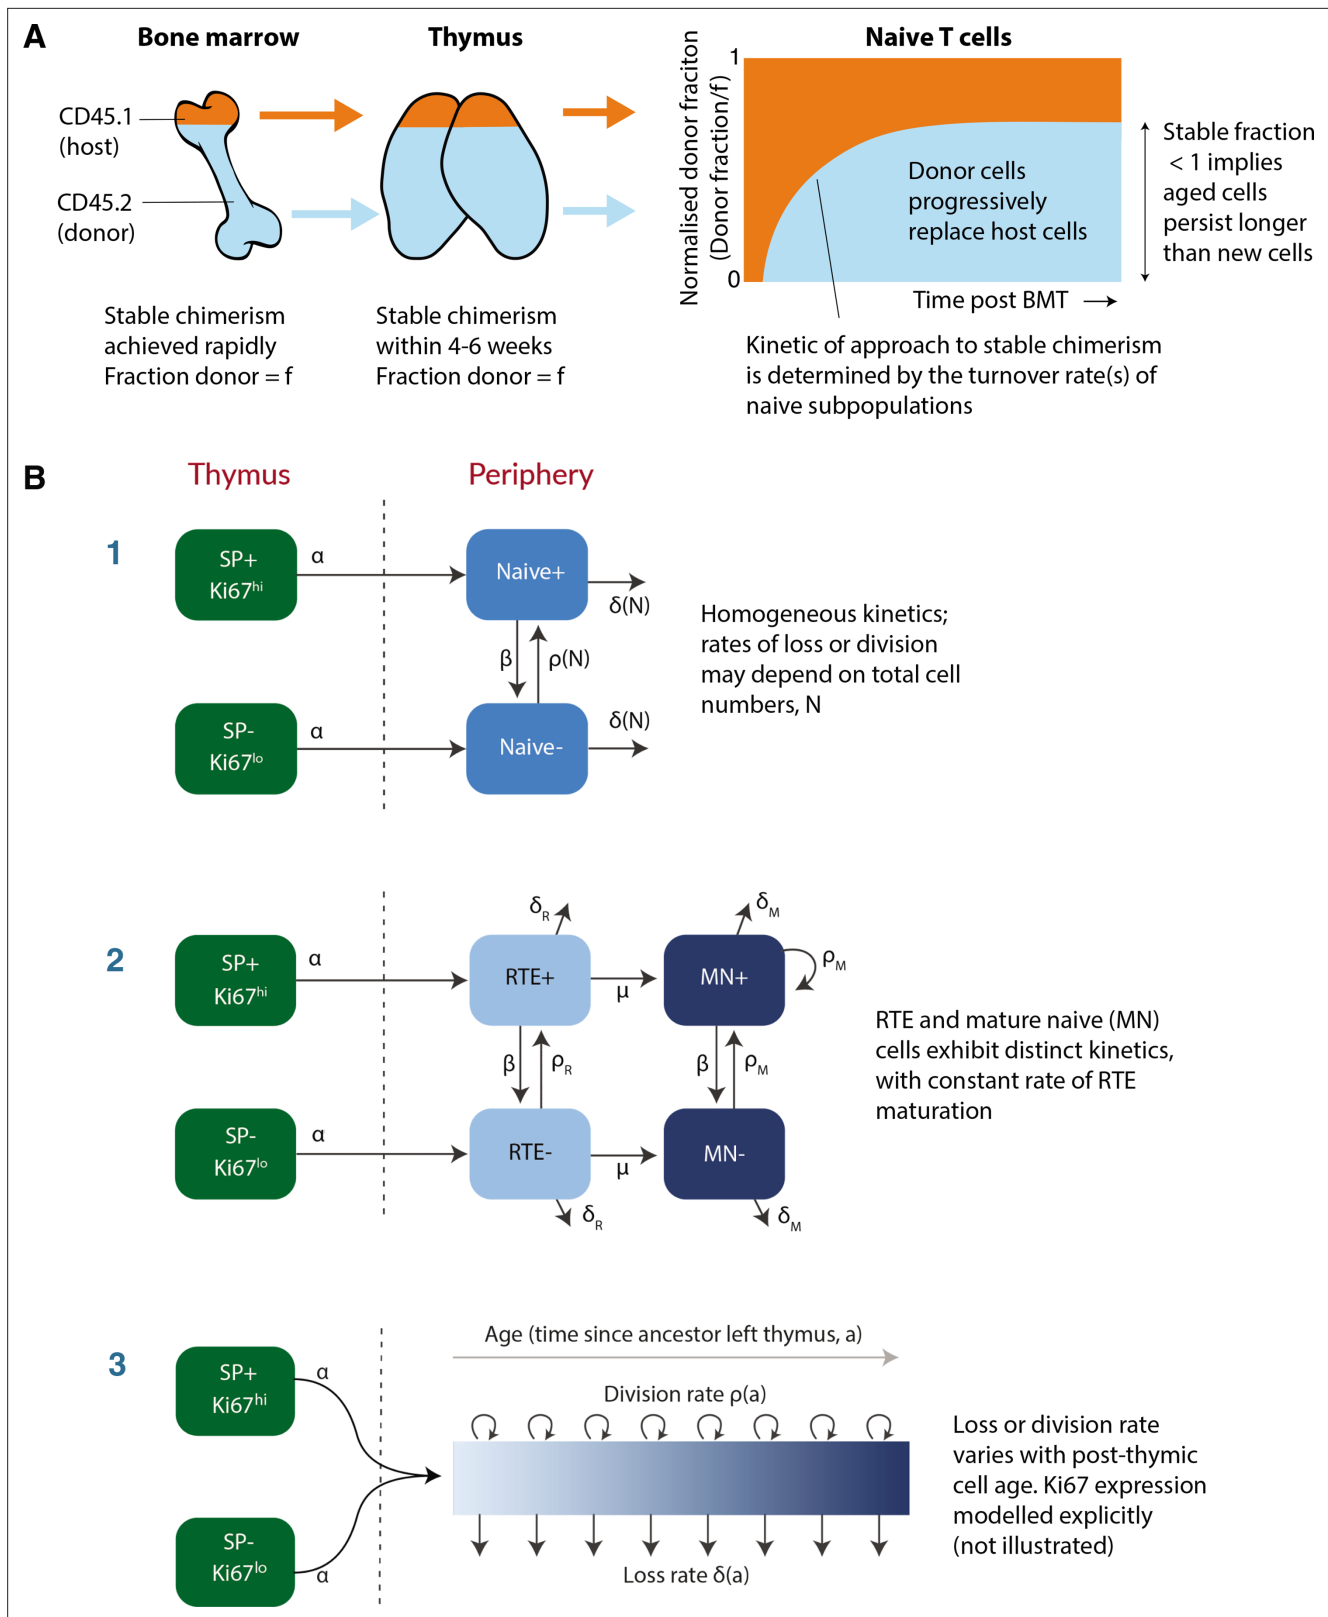 A
Bone marrow
Thymus
Naive T cells
CD45.1
(host)
CD45.2
(donor)
Stable chimerism
achieved rapidly
Fraction donor = f
Stable chimerism
within 4-6 weeks
Fraction donor = f
Normalised donor fraciton
(Donor fraction/f)
1
0
Donor cells
progressively
replace host cells
Time post BMT
Stable fraction
< 1 implies
aged cells
persist longer
than new cells
Kinetic of approach to stable chimerism
is determined by the turnover rate(s) of
naive subpopulations
B
Thymus
Periphery
1
SP+
Ki67hi
α
Naive+
δ(N)
β
ρ(N)
SP-
Ki67lo
α
Naive-
δ(N)
Homogeneous kinetics;
rates of loss or division
may depend on total cell
numbers, N
2
SP+
Ki67hi
α
δR
RTE+
μ
δM
MN+
ρM
β
ρR
β
ρM
SP-
Ki67lo
α
RTE-
δR
μ
MN-
δM
RTE and mature naive (MN)
cells exhibit distinct kinetics,
with constant rate of RTE
maturation
3
SP+
Ki67hi
α
SP-
Ki67lo
α
Age (time since ancestor left thymus, a)
Division rate ρ(a)
Loss rate δ(a)
Loss or division rate
varies with post-thymic
cell age. Ki67 expression
modelled explicitly
(not illustrated)